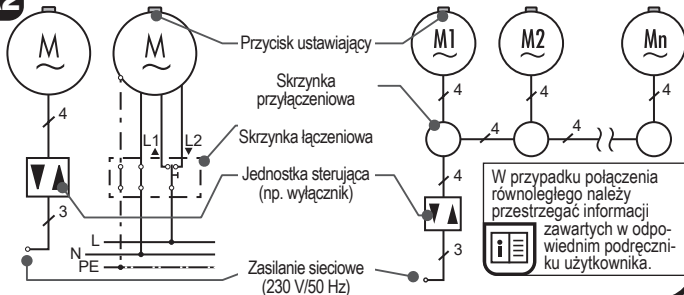 A2
M
~
M
~
M1
~
M2
~
Mn
~
Przycisk ustawiający
Skrzynka
przyłączeniowa
Skrzynka łączeniowa
Jednostka sterująca
(np. wyłącznik)
Zasilanie sieciowe
(230 V/50 Hz)
4
3
L1
L2
L
N
PE
4
4
4
4
4
4
3
W przypadku połączenia
równoległego należy
przestrzegać informacji
zawartych w odpo-
wiednim podręczni-
ku użytkownika.
i